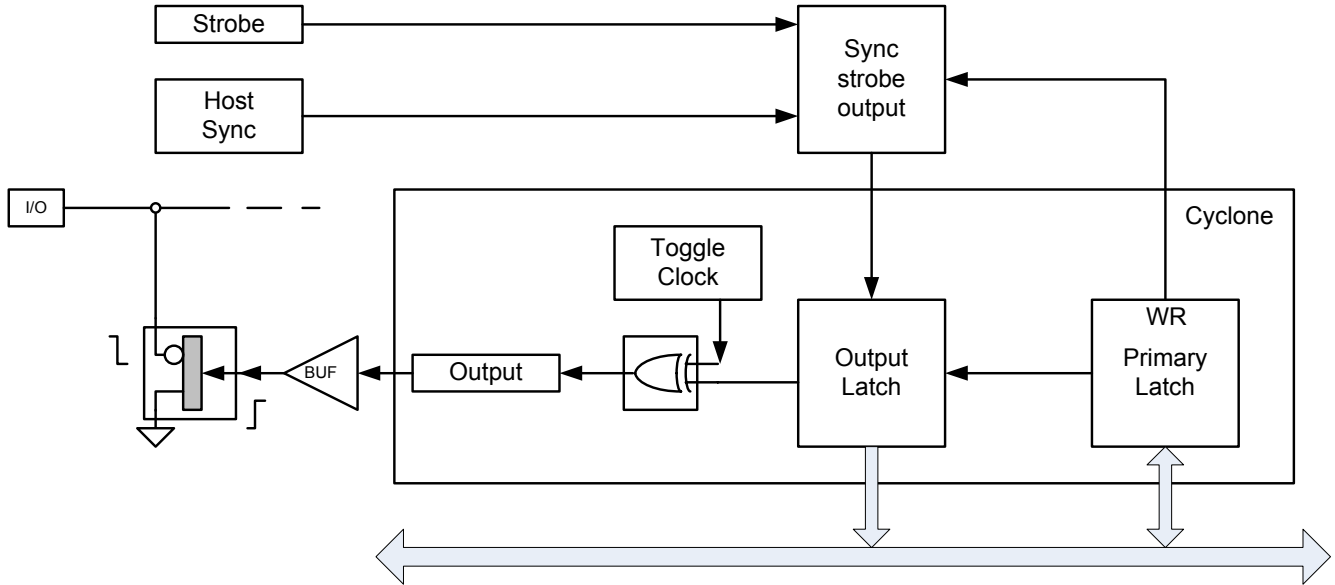 Strobe
Sync
strobe
output
Host
Sync
I/O
Cyclone
Toggle
Clock
WR
Primary
Latch
Output
Latch
Output
BUF